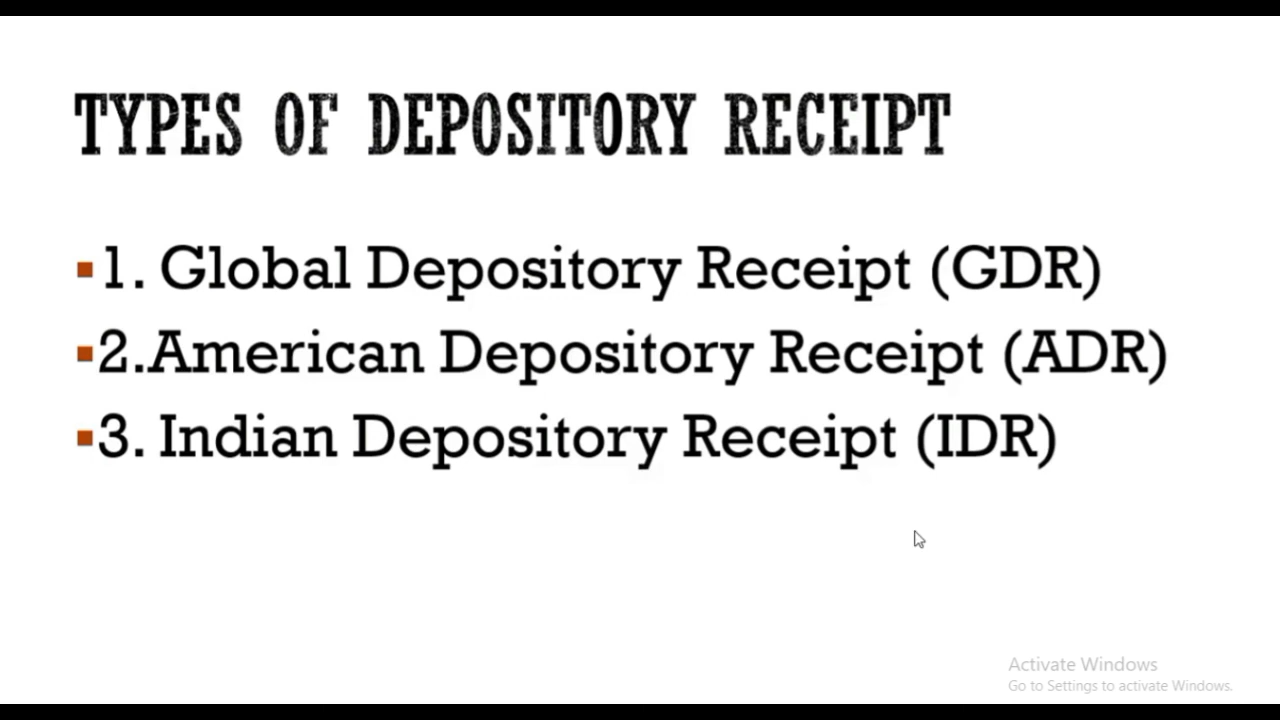 TYPES OF DEPOSITORY RECEIPT
▪1. Global Depository Receipt (GDR)
▪2.American Depository Receipt (ADR)
▪3. Indian Depository Receipt (IDR)
Activate Windows
Go to Settings to activate Windows.